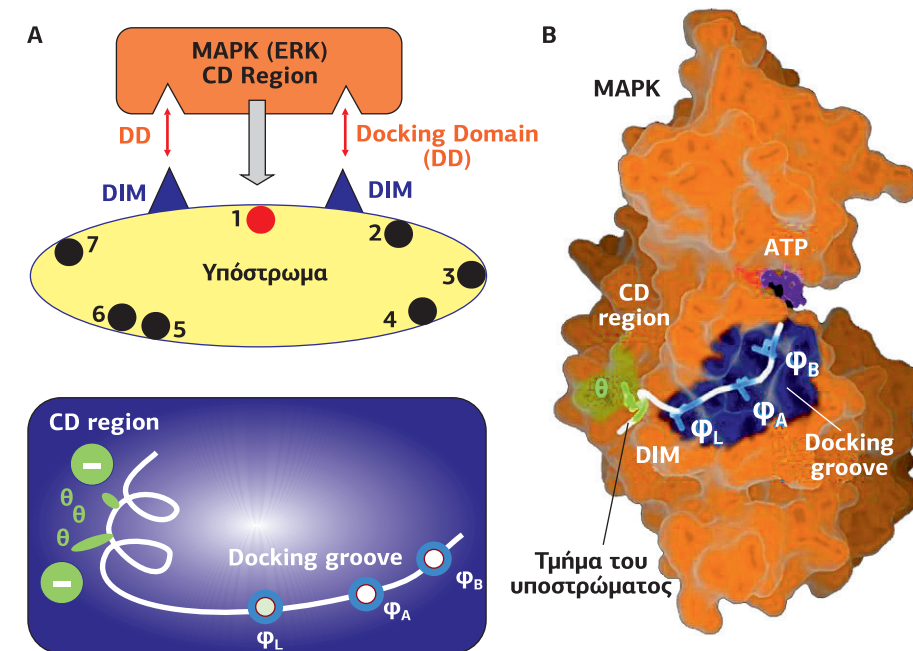 A
MAPK (ERK)
CD Region
DD
Docking Domain
(DD)
DIM
DIM
1
2
3
4
5
6
7
Υπόστρωμα
CD region
−
θ
θ
θ
−
Docking groove
φL
φA
φB
B
MAPK
ATP
CD
region
θ
φB
φA
φL
DIM
Docking
groove
Τμήμα του
υποστρώματος